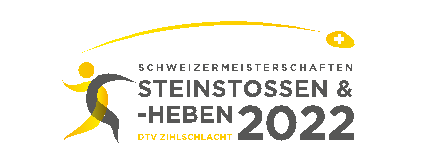 SCHWEIZERMEISTERSCHAFTEN
STEINSTOSSEN &
-HEBEN 2022
DTV ZIHLSCHLACHT